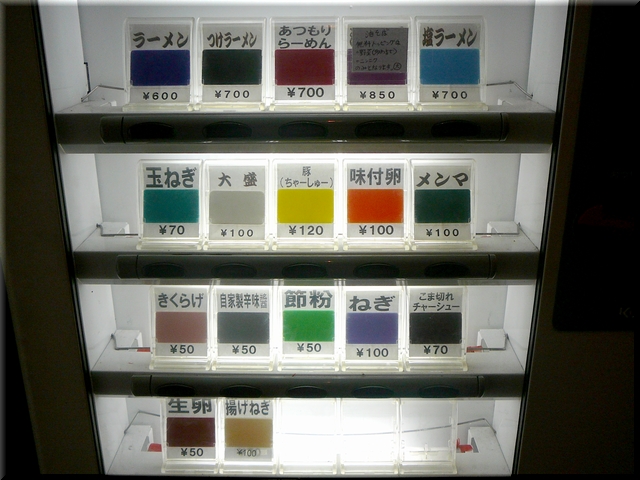 ラーメン
¥600
つけラーメン
¥700
あつもり
らーめん
¥700
¥850
塩ラーメン
¥700
玉ねぎ
¥70
大盛
¥100
豚
(ちゃーしゅー)
¥120
味付卵
¥100
メンマ
¥100
きくらげ
¥50
自家製辛味醤
¥50
節粉
¥50
ねぎ
¥100
こま切れ
チャーシュー
¥70
生卵
¥50
揚げねぎ
¥100